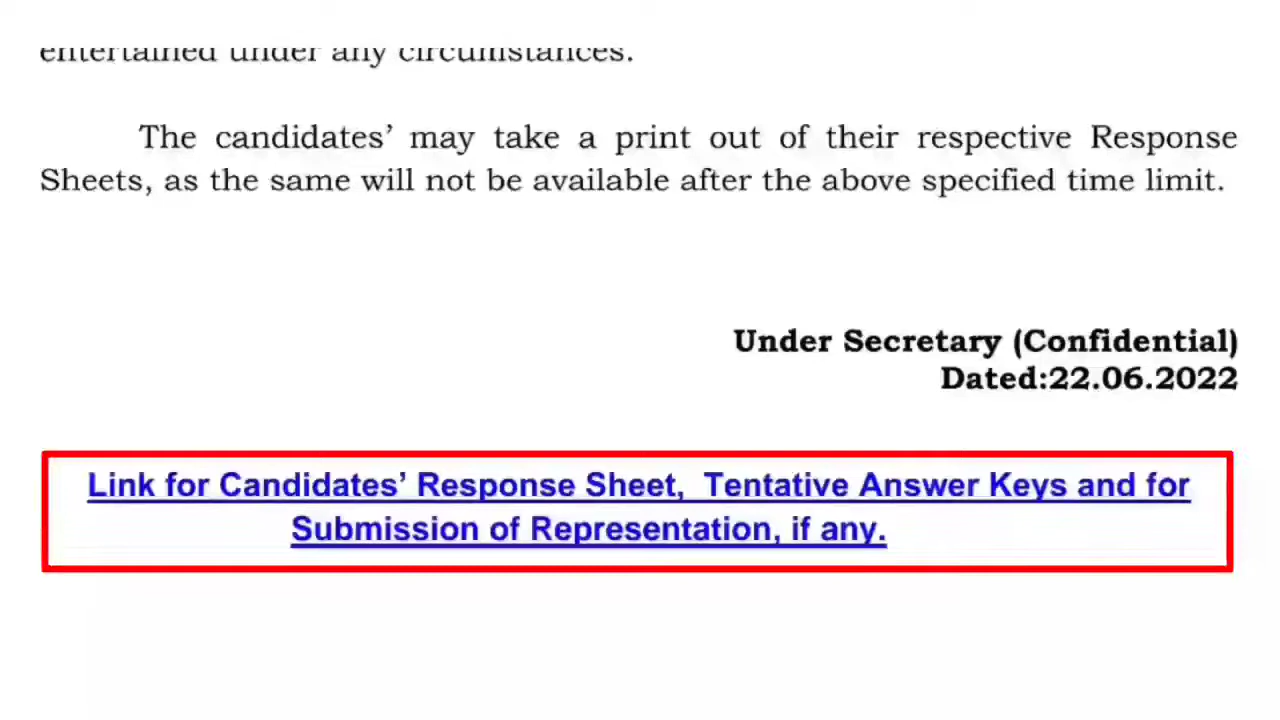 entertained under any circumstances.
The candidates’ may take a print out of their respective Response
Sheets, as the same will not be available after the above specified time limit.
Under Secretary (Confidential)
Dated:22.06.2022
Link for Candidates’ Response Sheet, Tentative Answer Keys and for
Submission of Representation, if any.